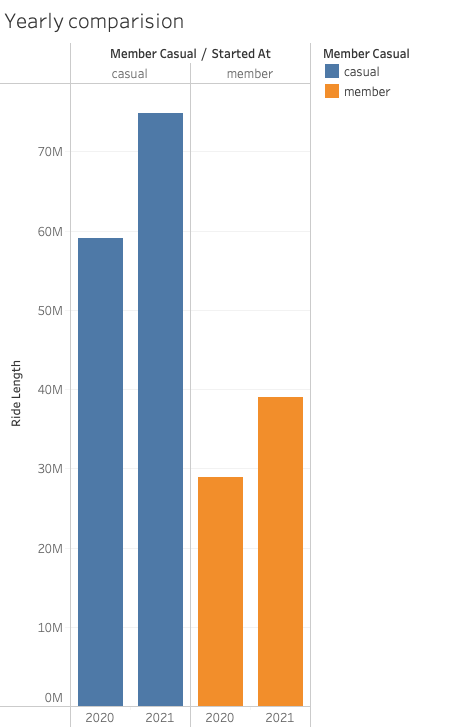 Yearly comparision
Member Casual / Started At
casual member
Member Casual
casual
member
70M
60M
50M
40M
30M
20M
10M
0M
Ride Length
2020 2021 2020 2021